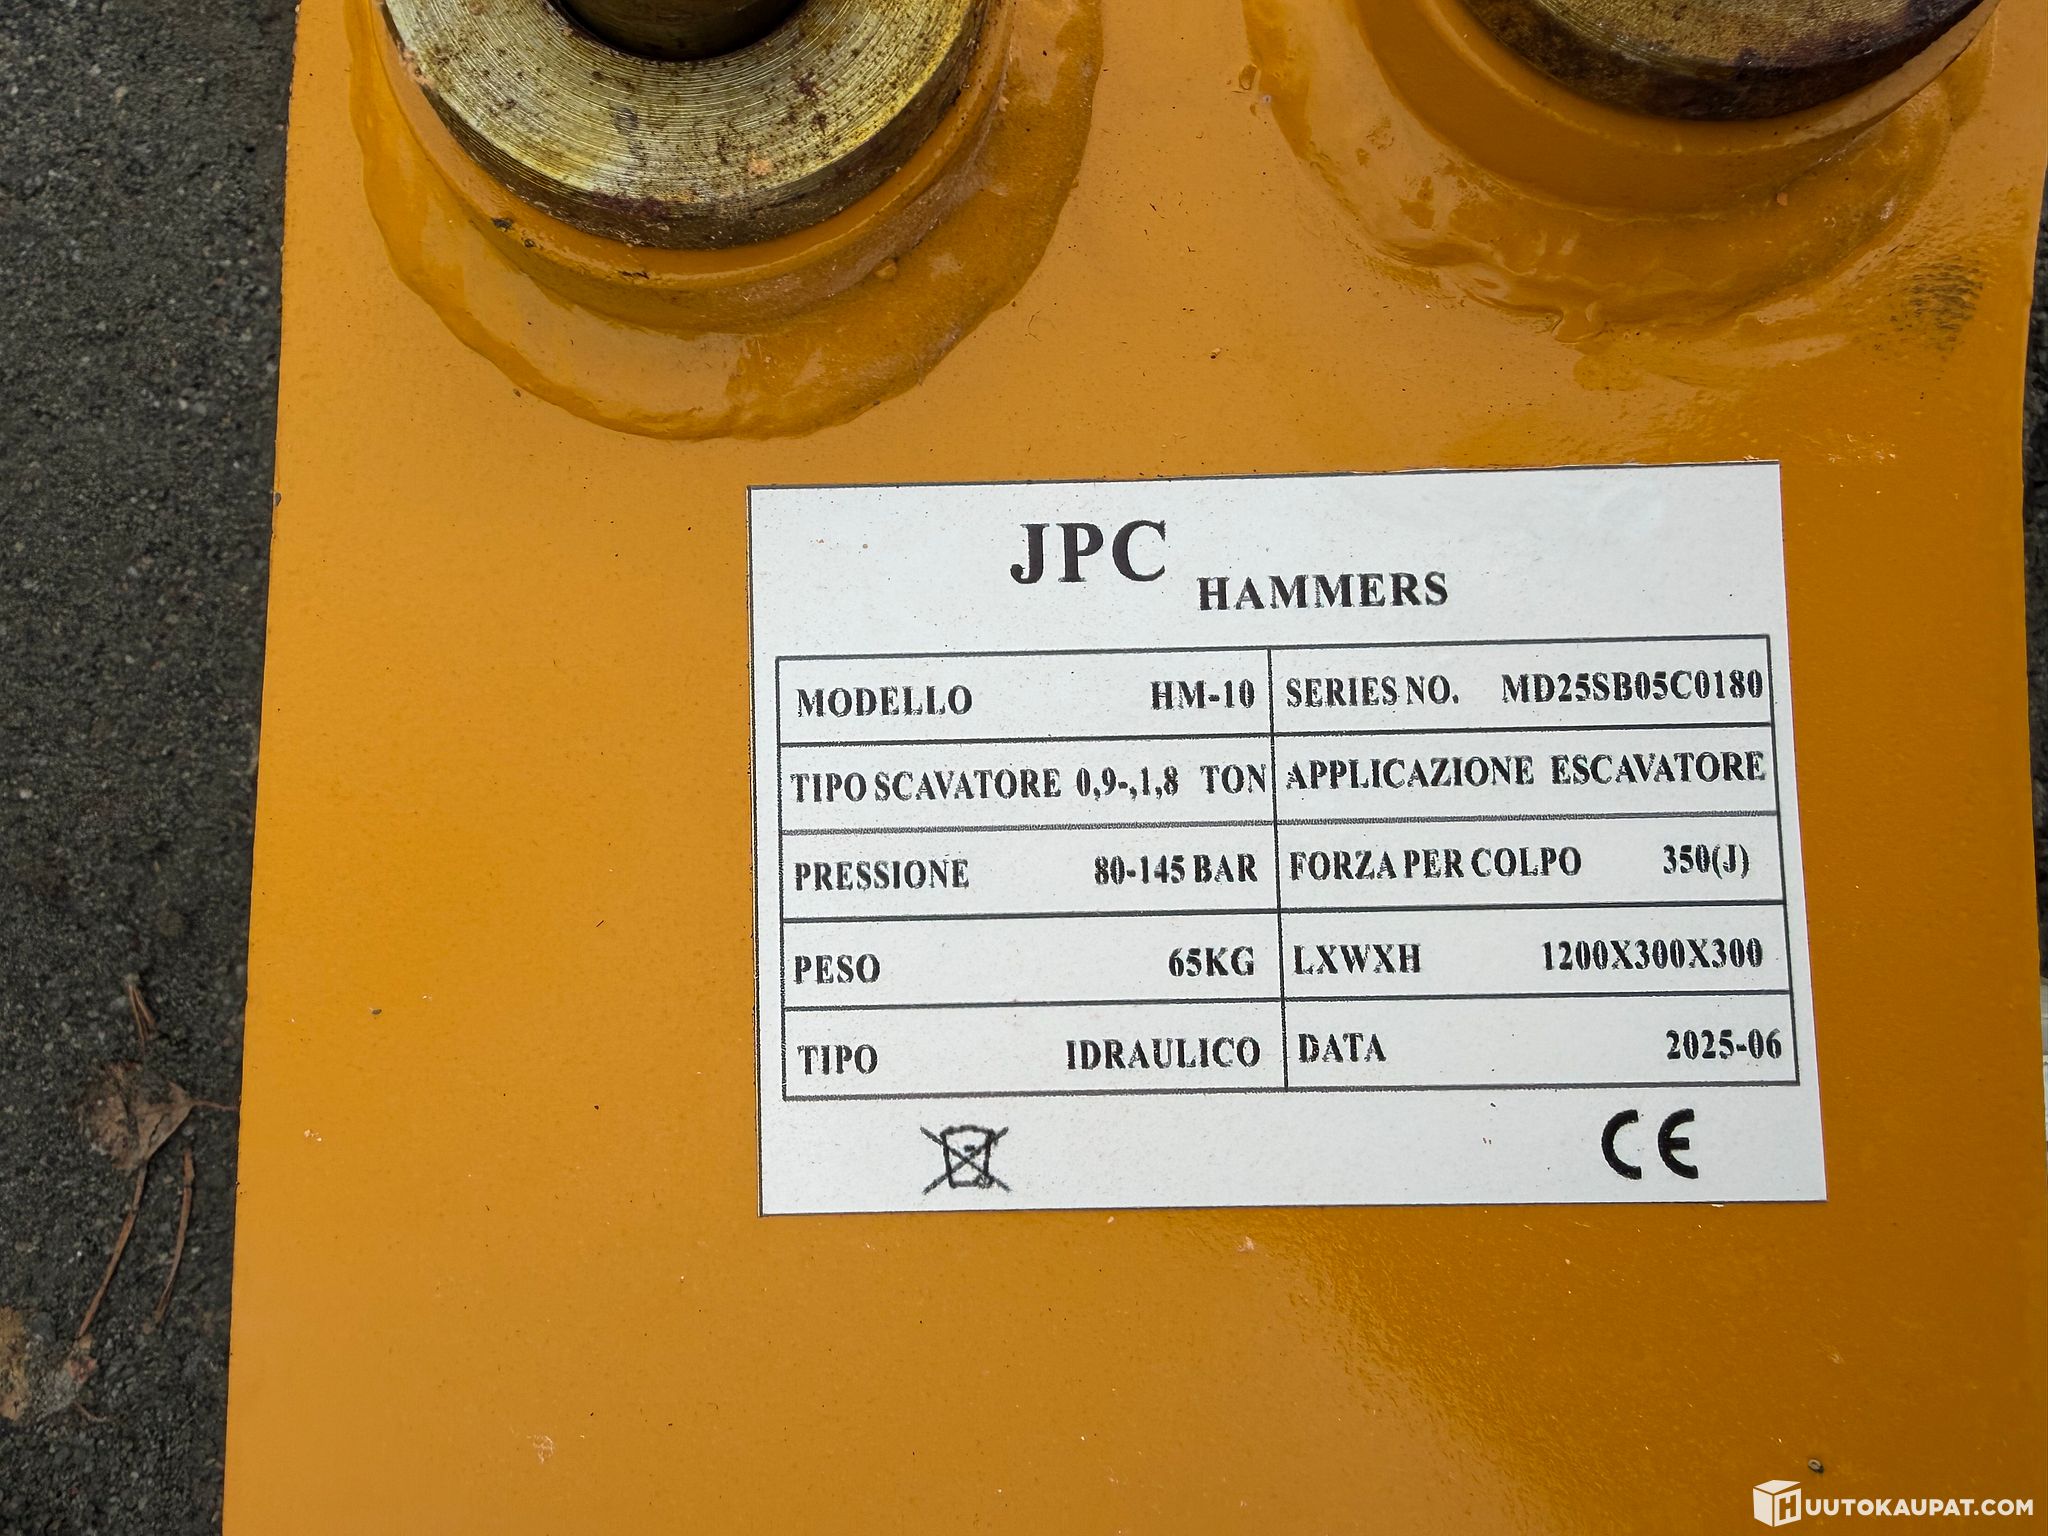 JPC HAMMERS
MODELLO HM-10 SERIES NO. MD25SB05C0180
TIPO SCAVATORE 0,9-,1,8 TON APPLICAZIONE ESCAVATORE
PRESSIONE 80-145 BAR FORZA PER COLPO 350(J)
PESO 65KG LXWXH 1200X300X300
TIPO IDRAULICO DATA 2025-06
CE
HUUTOKAUPAT.COM